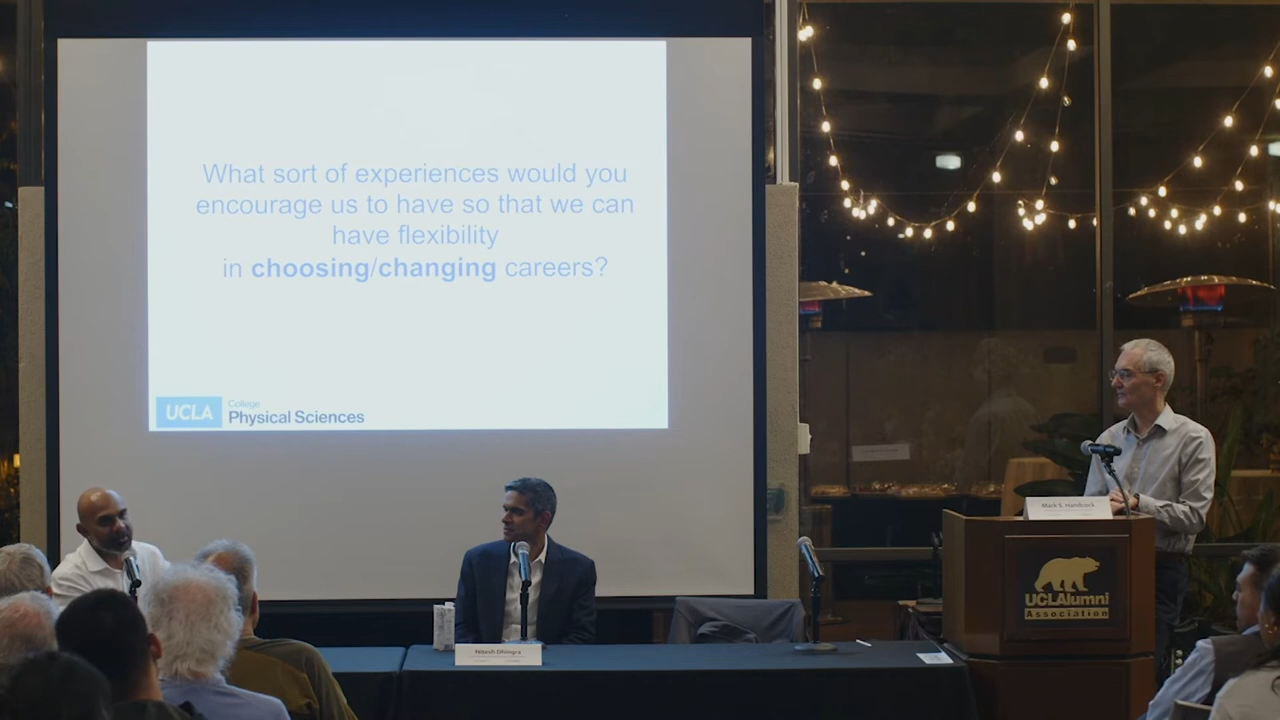 What sort of experiences would you
encourage us to have so that we can
have flexibility
in choosing/changing careers?
UCLA
College
Physical Sciences
Mark S. Handcock
Nitesh Dhingra
UCLAlumni
Association